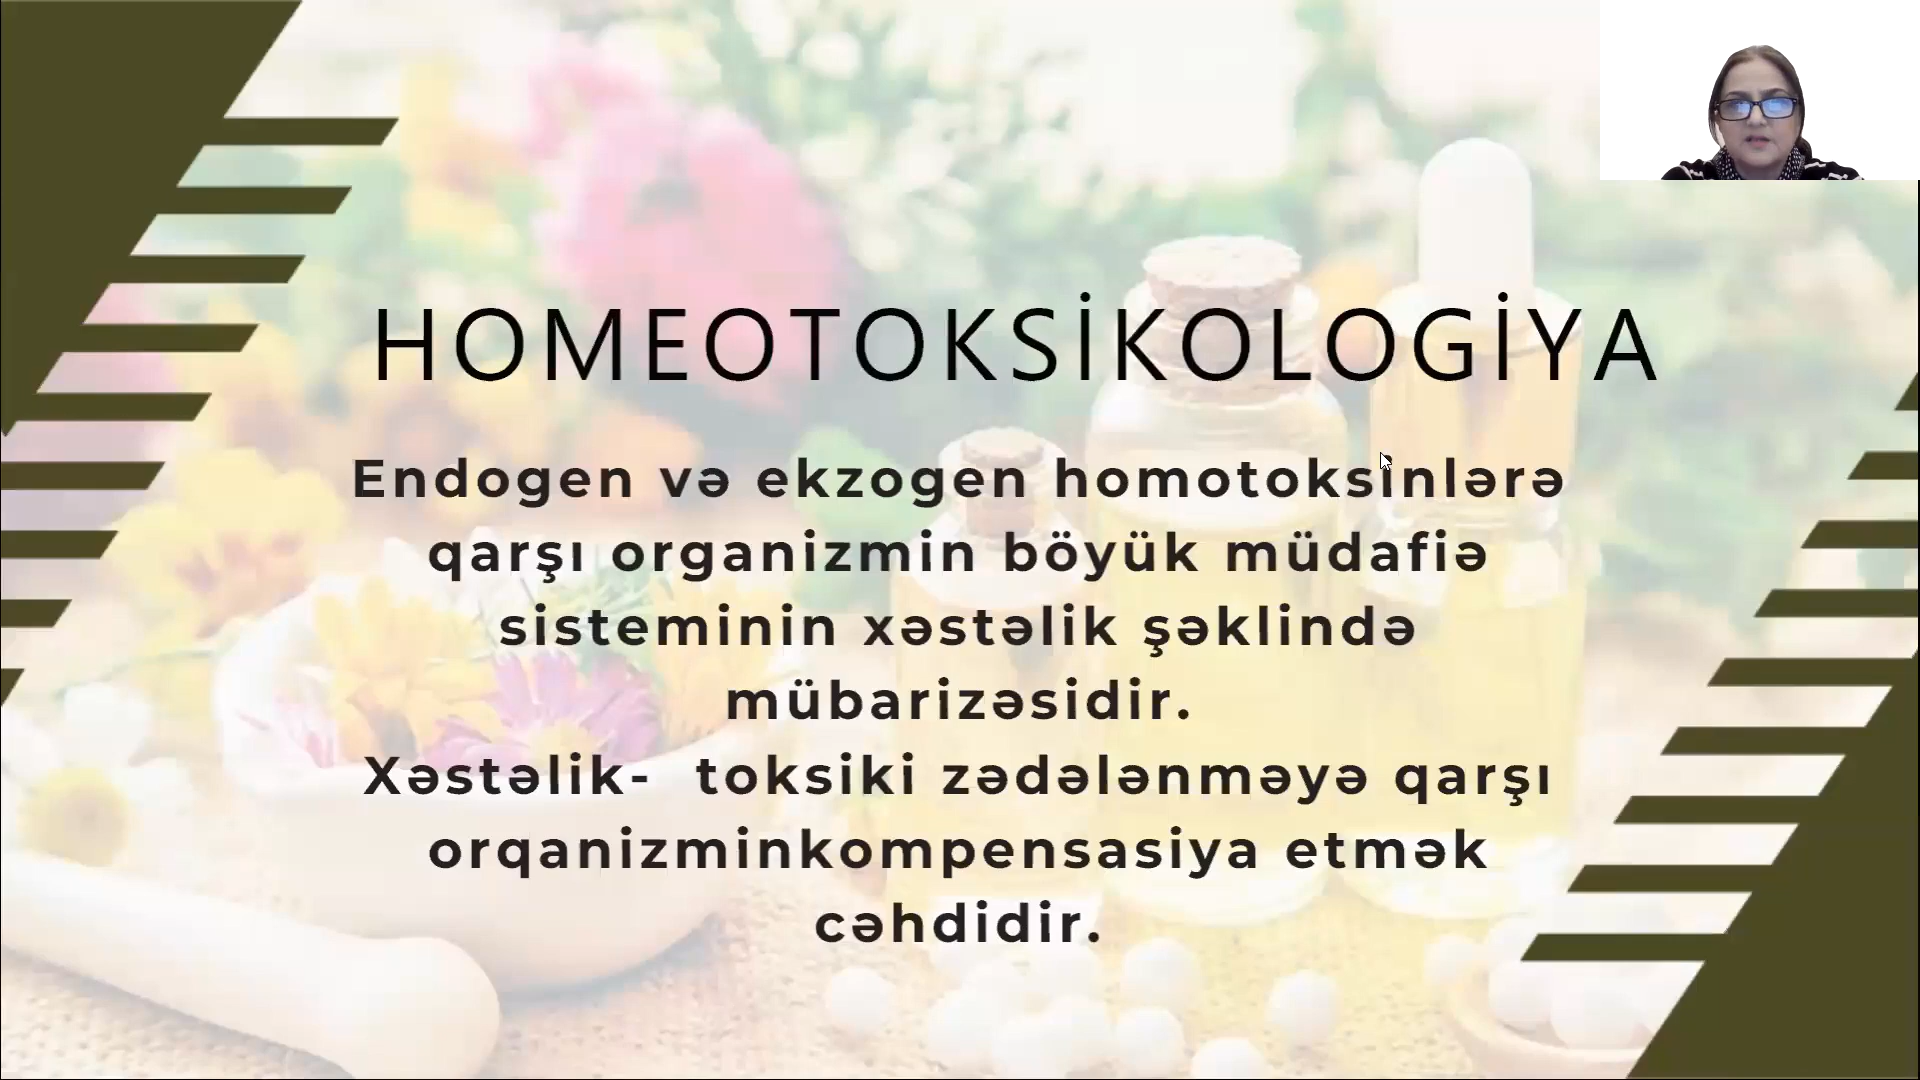 HOMEOTOKSİKOLOGİYA
Endogen və ekzogen homotoksinlərə
qarşı organizmin böyük müdafiə
sisteminin xəstəlik şəklində
mübarizəsidir.
Xəstəlik- toksiki zədələnməyə qarşı
orqanizminkompensasiya etmək
cəhdidir.